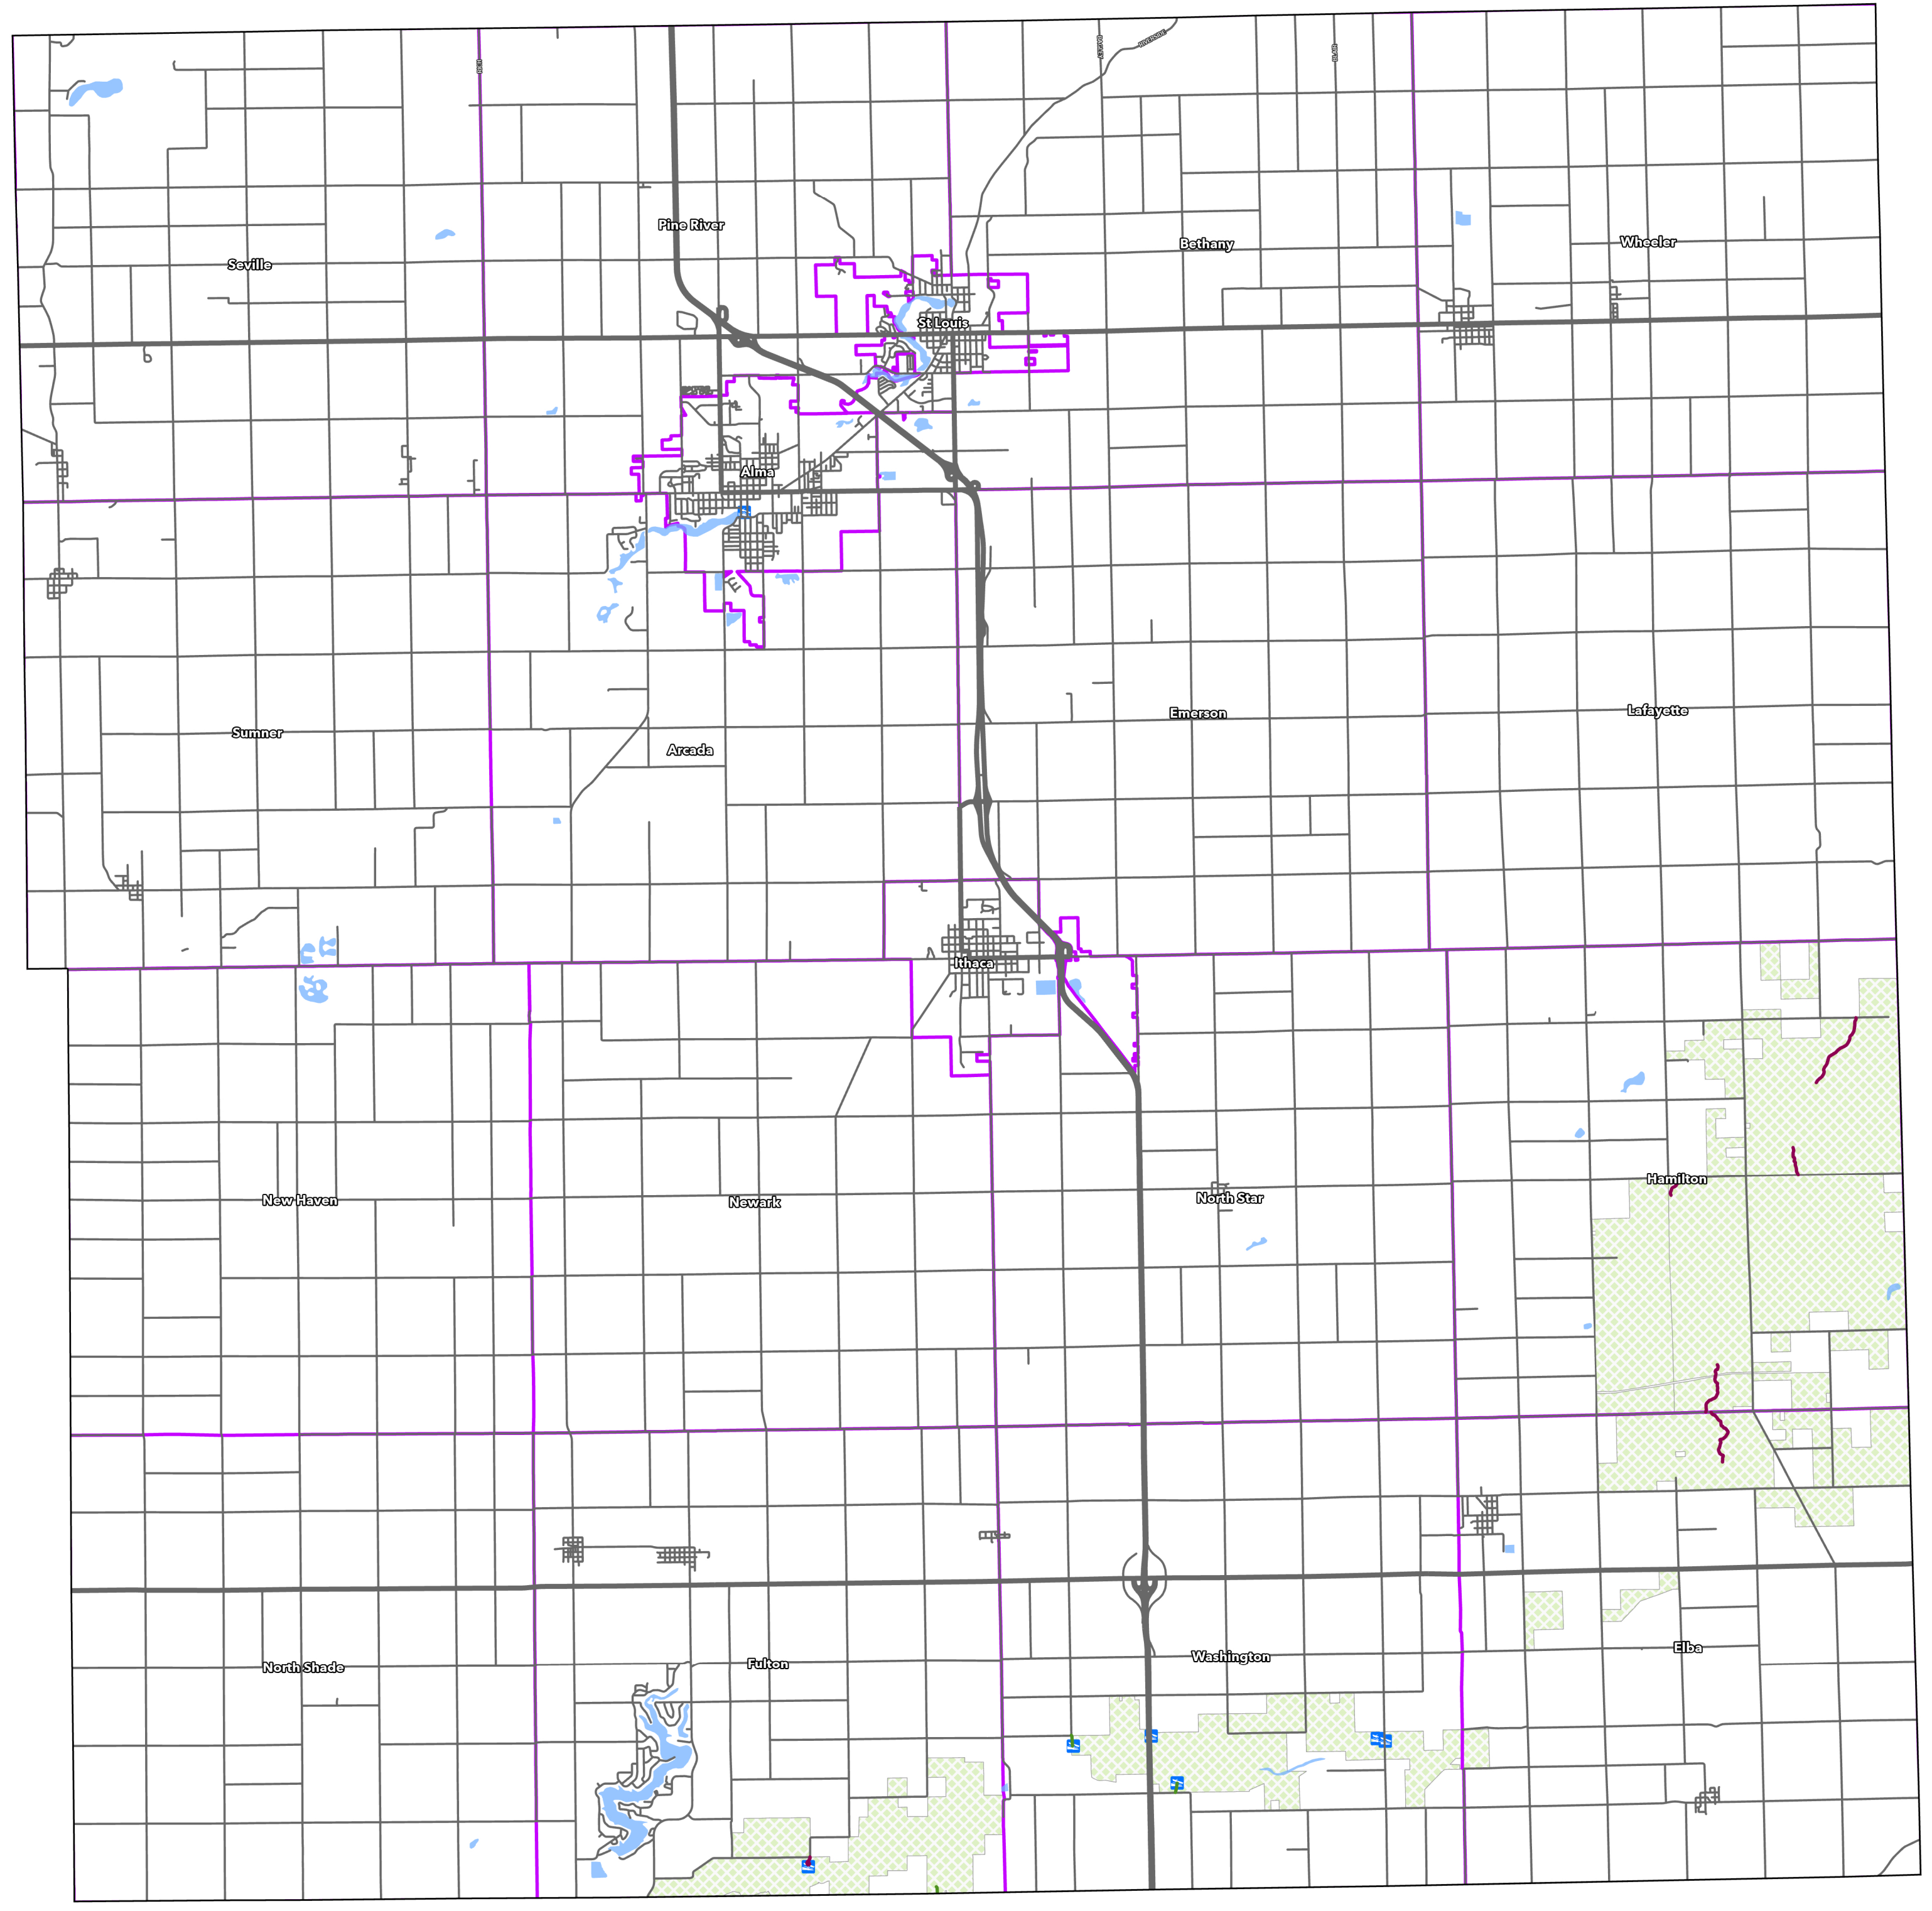 RIVERSIDE
Pine River
Bethany
Wheeler
Seville
St Louis
Alma
Emerson
Lafayette
Sumner
Arcada
Ithaca
Hamilton
New Haven
Newark
North Star
Elba
Washington
Fulton
North Shade